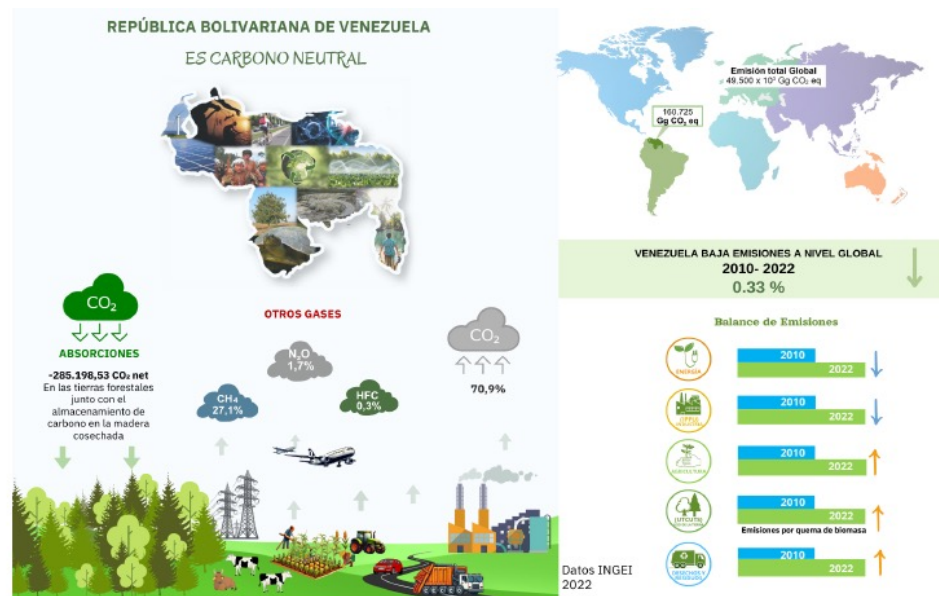 REPÚBLICA BOLIVARIANA DE VENEZUELA
ES CARBONO NEUTRAL
CO₂
ABSORCIONES
-285.198,53 CO₂ net
En las tierras forestales
junto con el
almacenamiento de
carbono en la madera
cosechada
OTROS GASES
N₂O
1,7%
CH₄
27,1%
HFC
0,3%
CO₂
70,9%
Emisión total Global
49.500 x 10³ Gg CO₂ eq
160.725
Gg CO₂ eq
VENEZUELA BAJA EMISIONES A NIVEL GLOBAL
2010- 2022
0.33 %
Balance de Emisiones
ENERGÍA
2010
2022
2010
2022
AGRICULTURA
2010
2022
(UTCUTS)
2010
2022
Emisiones por quema de biomasa
DESECHOS Y
2010
2022
Datos INGEI
2022